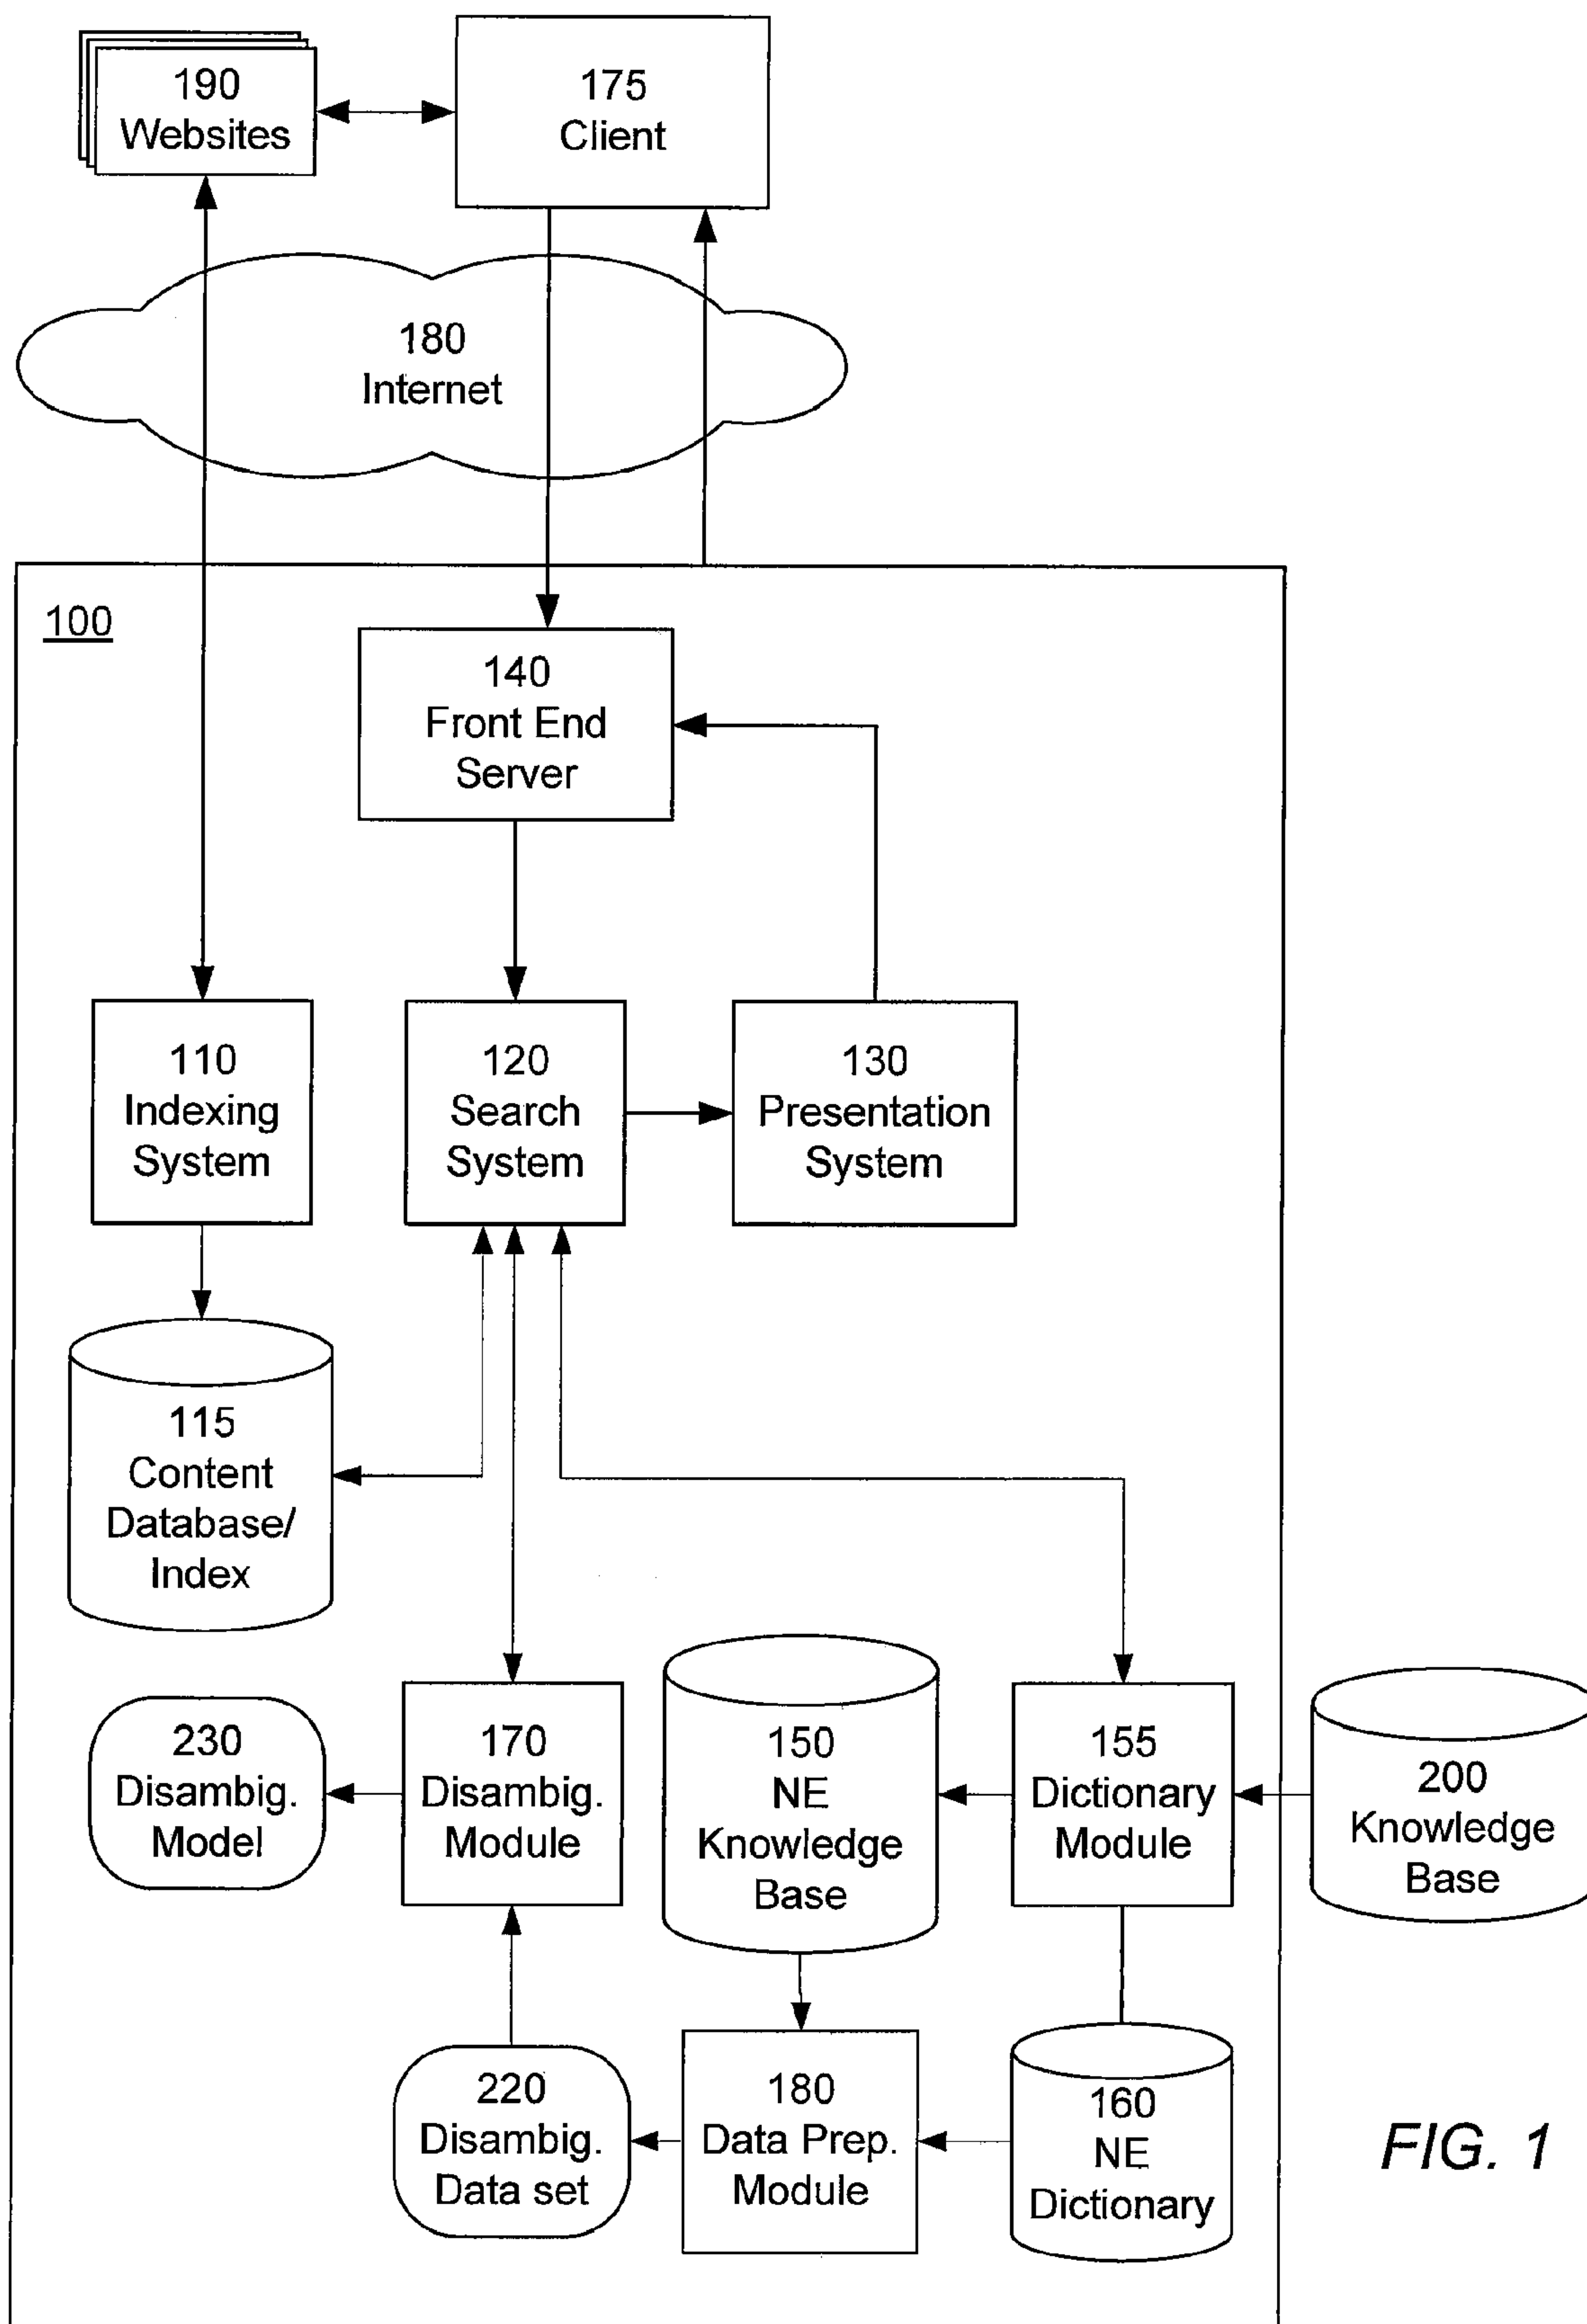 190
Websites
175
Client
180
Internet
100
140
Front End
Server
110
Indexing
System
120
Search
System
130
Presentation
System
115
Content
Database/
Index
230
Disambig.
Model
170
Disambig.
Module
150
NE
Knowledge
Base
155
Dictionary
Module
200
Knowledge
Base
220
Disambig.
Data set
180
Data Prep.
Module
160
NE
Dictionary
FIG. 1